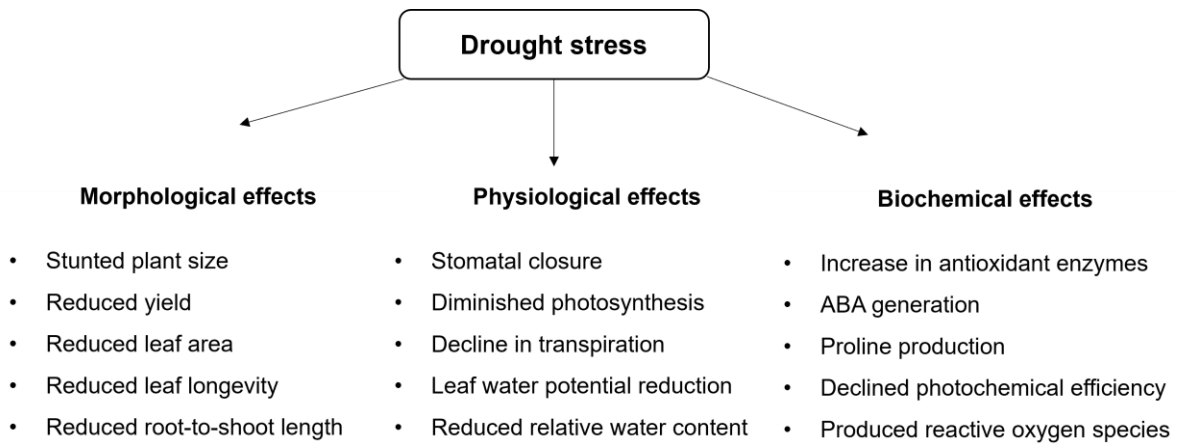 Drought stress
Morphological effects
• Stunted plant size
• Reduced yield
• Reduced leaf area
• Reduced leaf longevity
• Reduced root-to-shoot length
Physiological effects
• Stomatal closure
• Diminished photosynthesis
• Decline in transpiration
• Leaf water potential reduction
• Reduced relative water content
Biochemical effects
• Increase in antioxidant enzymes
• ABA generation
• Proline production
• Declined photochemical efficiency
• Produced reactive oxygen species